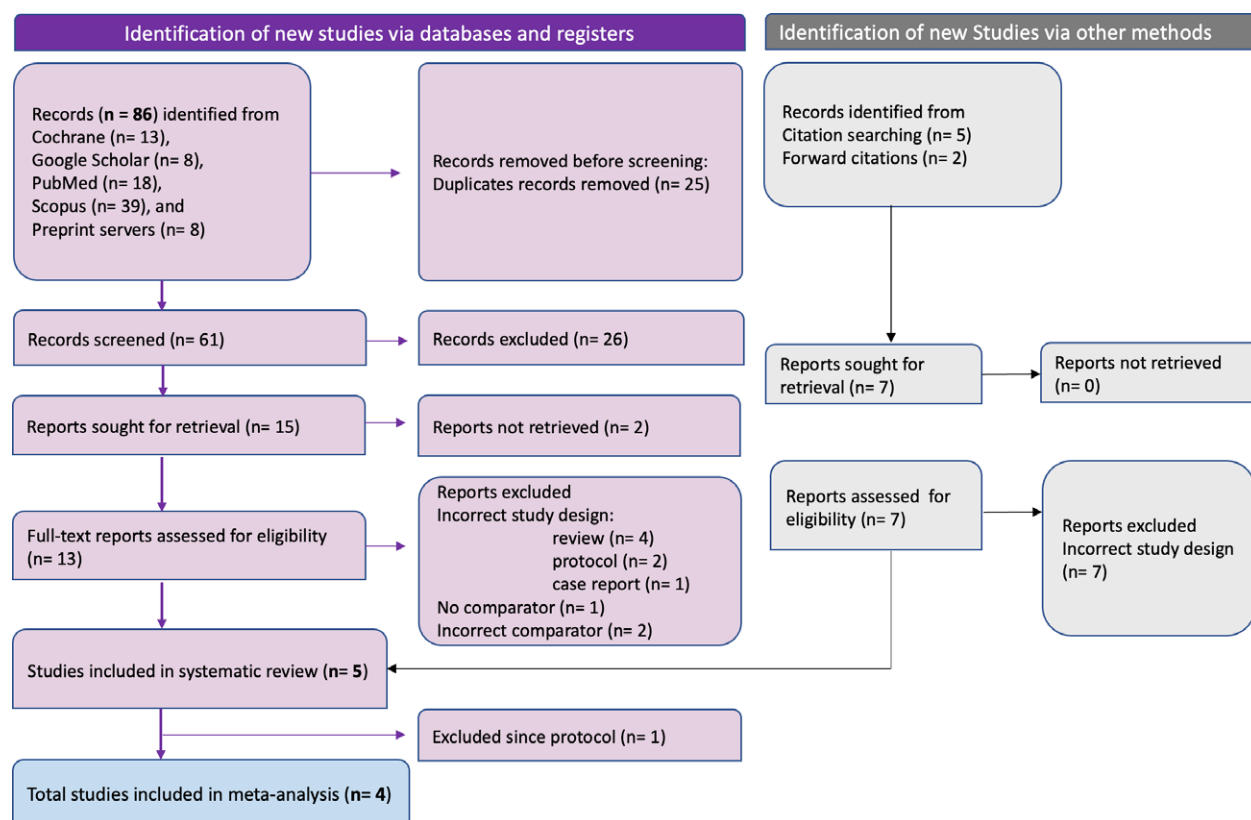 Identification of new studies via databases and registers
Records (n = 86) identified from
Cochrane (n= 13),
Google Scholar (n= 8),
PubMed (n= 18),
Scopus (n= 39), and
Preprint servers (n= 8)
Records removed before screening:
Duplicates records removed (n= 25)
Records screened (n= 61)
Records excluded (n= 26)
Reports sought for retrieval (n= 15)
Reports not retrieved (n= 2)
Full-text reports assessed for eligibility
(n= 13)
Reports excluded
Incorrect study design:
review (n= 4)
protocol (n= 2)
case report (n= 1)
No comparator (n= 1)
Incorrect comparator (n= 2)
Studies included in systematic review (n= 5)
Excluded since protocol (n= 1)
Total studies included in meta-analysis (n= 4)
Identification of new Studies via other methods
Records identified from
Citation searching (n= 5)
Forward citations (n= 2)
Reports sought for
retrieval (n= 7)
Reports not retrieved
(n= 0)
Reports assessed for
eligibility (n= 7)
Reports excluded
Incorrect study design
(n= 7)